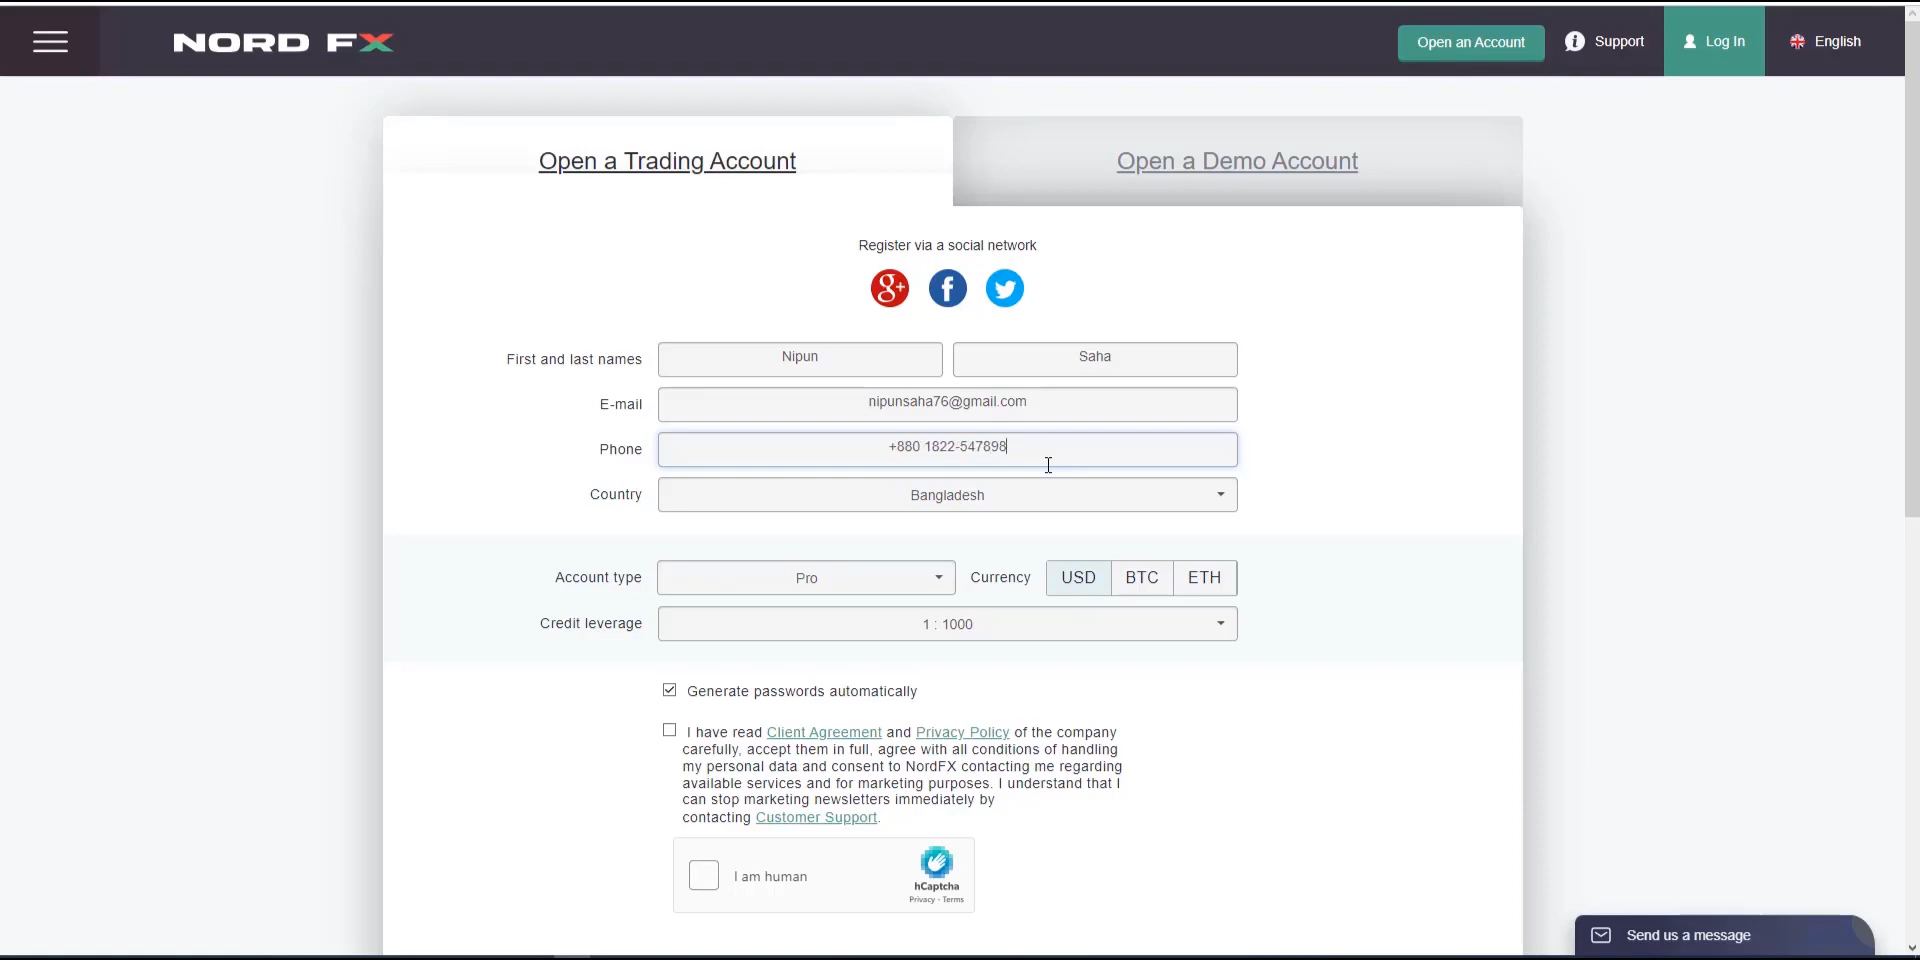 NORD FX
Open an Account
Support
Log In
English
Open a Trading Account
Open a Demo Account
Register via a social network
g+ f
First and last names Nipun Saha
E-mail nipunsaha76@gmail.com
Phone +880 1822-547898
Country Bangladesh
Account type Pro Currency USD BTC ETH
Credit leverage 1 : 1000
Generate passwords automatically
I have read Client Agreement and Privacy Policy of the company
carefully, accept them in full, agree with all conditions of handling
my personal data and consent to NordFX contacting me regarding
available services and for marketing purposes. I understand that I
can stop marketing newsletters immediately by
contacting Customer Support.
I am human
hCaptcha
Privacy - Terms
Send us a message